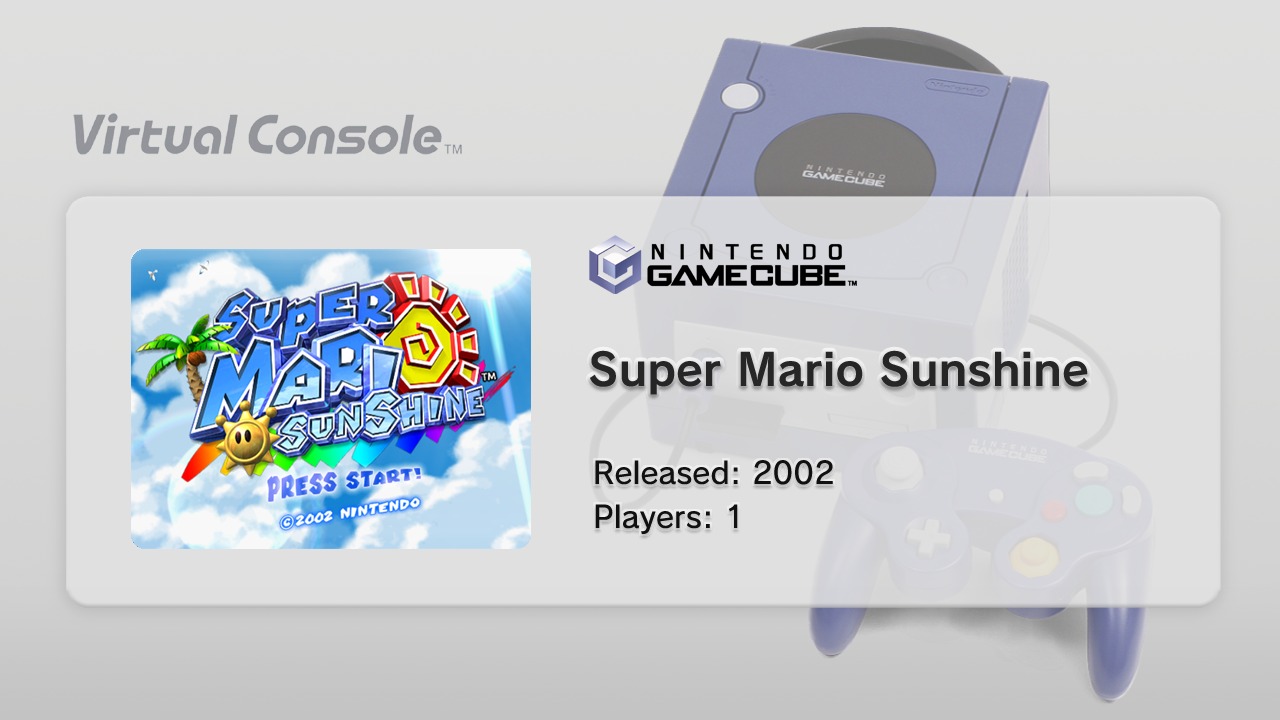 Nintendo
Virtual Console™
NINTENDO
GAMECUBE
NINTENDO
GAMECUBE™
SUPER
MARIO
SUNSHINE™
PRESS START!
©2002 NINTENDO
Super Mario Sunshine
Released: 2002
Players: 1
NINTENDO
GAMECUBE